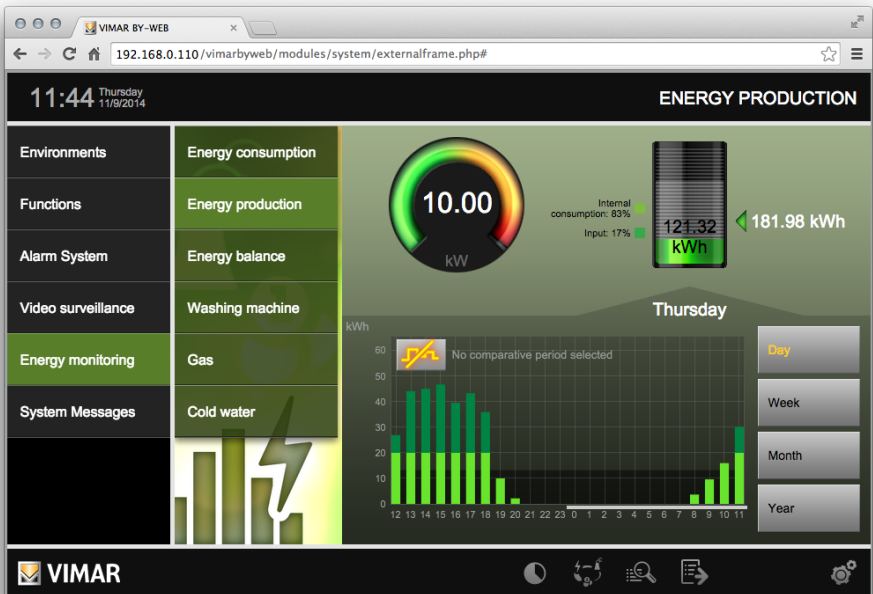 VIMAR BY-WEB
192.168.0.110/vimarbyweb/modules/system/externalframe.php#
11:44
Thursday
11/9/2014
ENERGY PRODUCTION
Environments
Functions
Alarm System
Video surveillance
Energy monitoring
System Messages
Energy consumption
Energy production
Energy balance
Washing machine
Gas
Cold water
10.00
kW
Internal
consumption: 83%
Input: 17%
121.32
kWh
181.98 kWh
Thursday
kWh
No comparative period selected
60
50
40
30
20
10
0
12 13 14 15 16 17 18 19 20 21 22 23 0 1 2 3 4 5 6 7 8 9 10 11
Day
Week
Month
Year
VIMAR